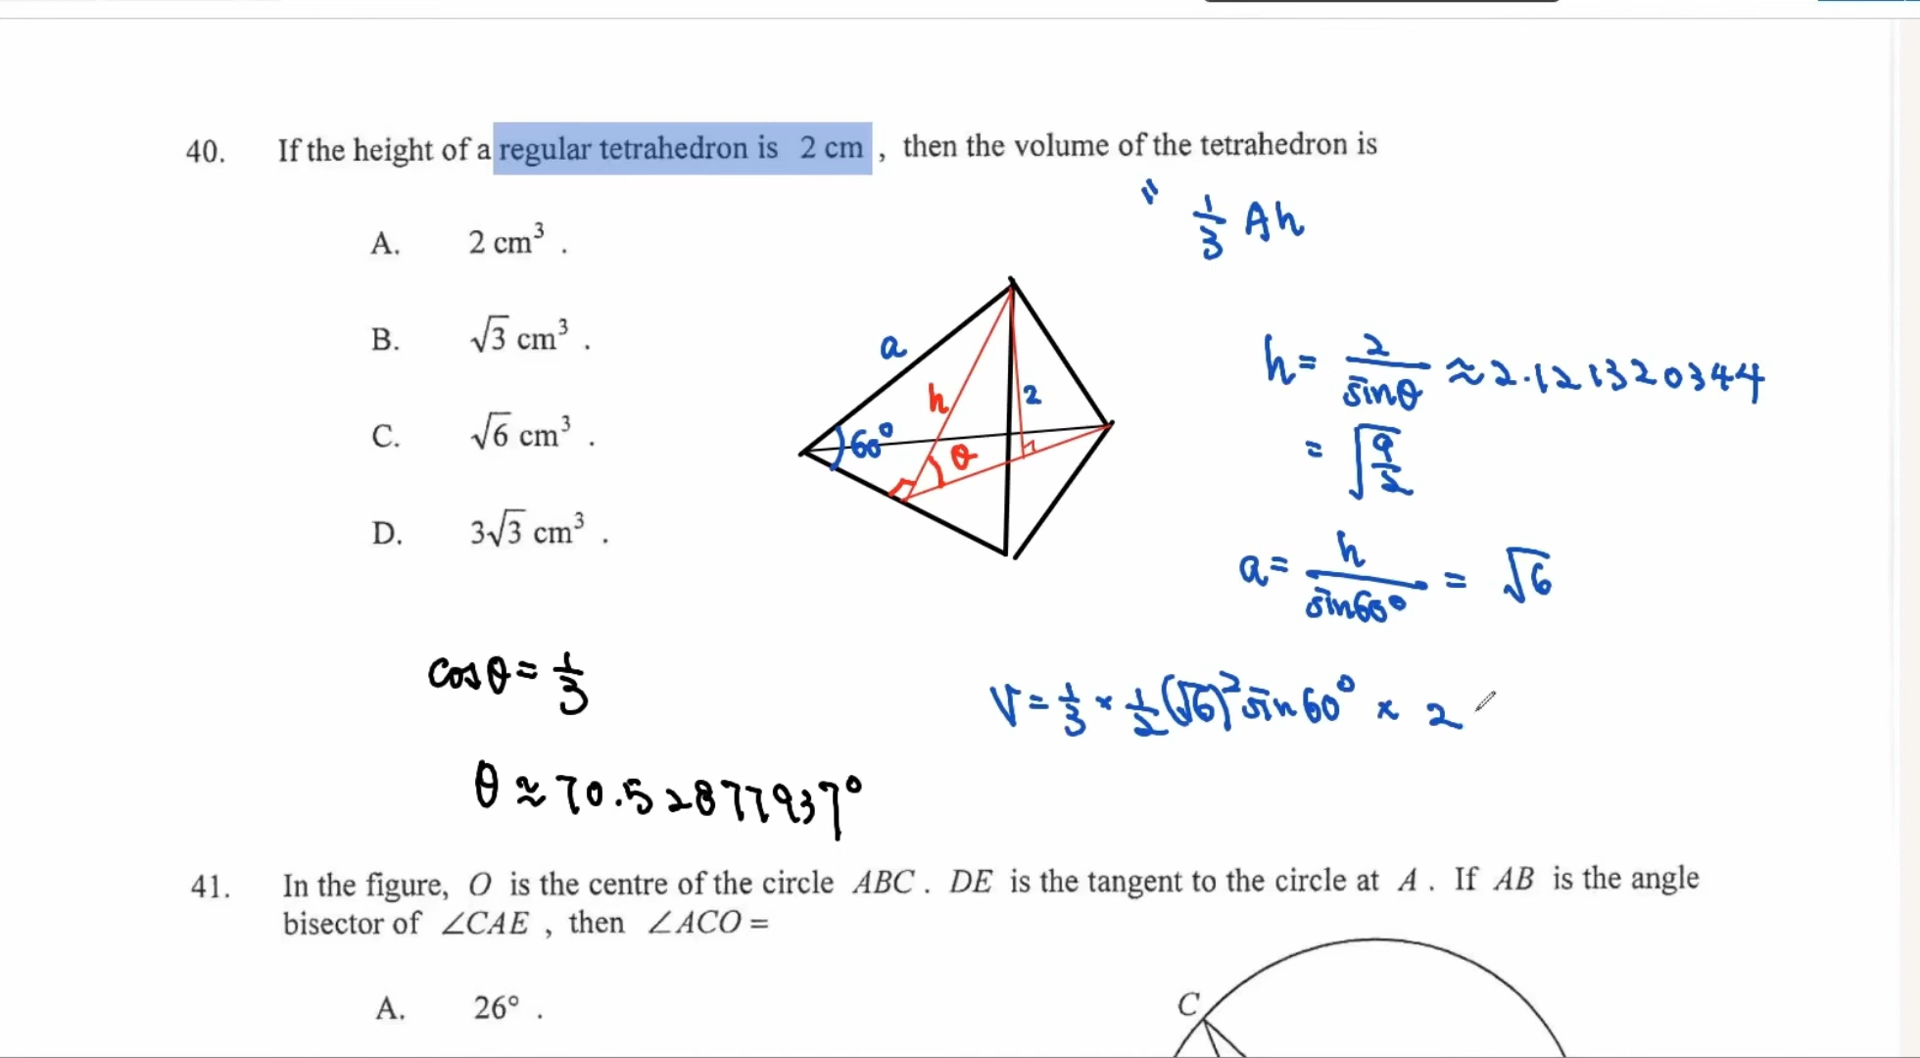 40. If the height of a regular tetrahedron is 2 cm , then the volume of the tetrahedron is
A. 2 cm³ .
B. √3 cm³ .
C. √6 cm³ .
D. 3√3 cm³ .
" 1/3 Ah
a
h
2
60°
θ
h = 2/sinθ ≈ 2.121320344
= √(9/2)
a = h/sin60° = √6
cosθ = 1/3
V = 1/3 × 1/2 (√6)² sin 60° × 2
θ ≈ 70.52877937°
41. In the figure, O is the centre of the circle ABC . DE is the tangent to the circle at A . If AB is the angle
bisector of ∠CAE , then ∠ACO =
A. 26° .
C